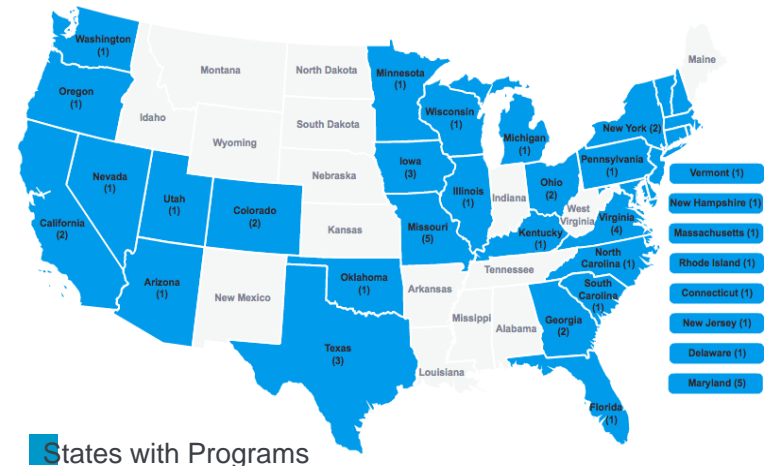 Washington
(1)
Oregon
(1)
California
(2)
Nevada
(1)
Idaho
Montana
Wyoming
Utah
(1)
Arizona
(1)
Colorado
(2)
New Mexico
North Dakota
South Dakota
Nebraska
Kansas
Oklahoma
(1)
Texas
(3)
Minnesota
(1)
Iowa
(3)
Missouri
(5)
Arkansas
Louisiana
Wisconsin
(1)
Illinois
(1)
Michigan
(1)
Indiana
Ohio
(2)
Kentucky
(1)
Tennessee
Missippi
Alabama
Georgia
(2)
Florida
(1)
South
Carolina
(1)
North
Carolina (1)
Virginia
(4)
West
Virginia
Pennsylvania
(1)
New York (2)
Maine
Vermont (1)
New Hampshire (1)
Massachusetts (1)
Rhode Island (1)
Connecticut (1)
New Jersey (1)
Delaware (1)
Maryland (5)
States with Programs